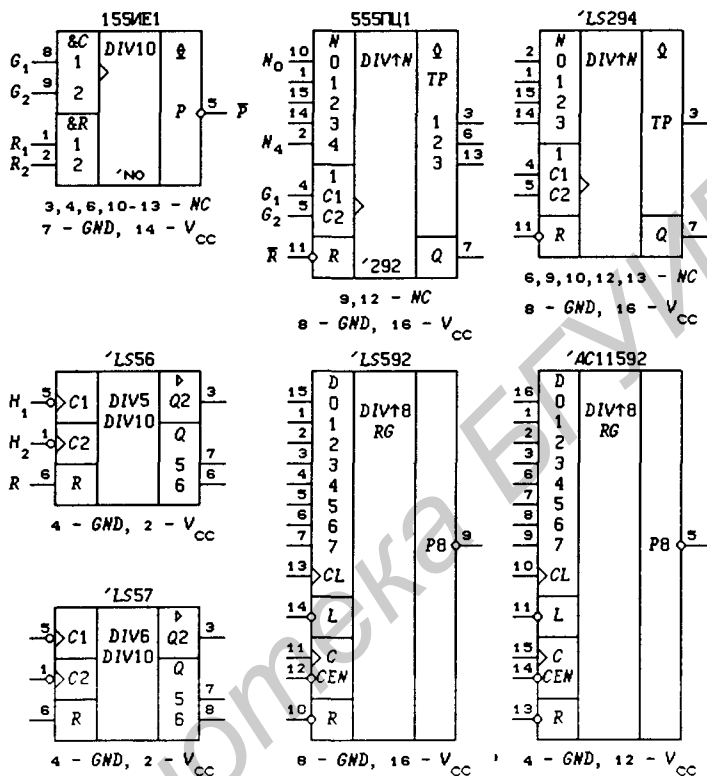 155ИЕ1
&C
DIV10
Q
G1
8
1
G2
9
2
P
5
P̅
&R
R1
1
1
R2
2
2
'NO
3,4,6,10-13 - NC
7 - GND, 14 - VCC
555ПЦ1
N
DIV↑N
Q
N0
10
0
TP
1
1
15
2
14
3
1
3
N4
2
4
2
6
3
13
1
G1
4
C1
G2
5
C2
R̅
11
R
'292
Q
7
9,12 - NC
8 - GND, 16 - VCC
'LS294
N
DIV↑N
Q
2
0
1
1
15
2
14
3
TP
3
1
4
C1
5
C2
11
R
Q
7
6,9,10,12,13 - NC
8 - GND, 16 - VCC
'LS56
H1
5
C1
DIV5
DIV10
Q2
3
H2
1
C2
Q
R
6
R
5
7
6
6
4 - GND, 2 - VCC
'LS57
5
C1
DIV6
DIV10
Q2
3
1
C2
Q
6
R
5
7
6
8
4 - GND, 2 - VCC
'LS592
D
15
0
DIV↑8
RG
1
1
2
2
3
3
4
4
5
5
6
6
7
7
P8
9
13
CL
14
L
11
C
12
CEN
10
R
8 - GND, 16 - VCC
'AC11592
D
16
0
DIV↑8
RG
1
1
2
2
3
3
4
4
7
5
8
6
9
7
P8
5
10
CL
11
L
15
C
14
CEN
13
R
4 - GND, 12 - VCC
отека БГУИ